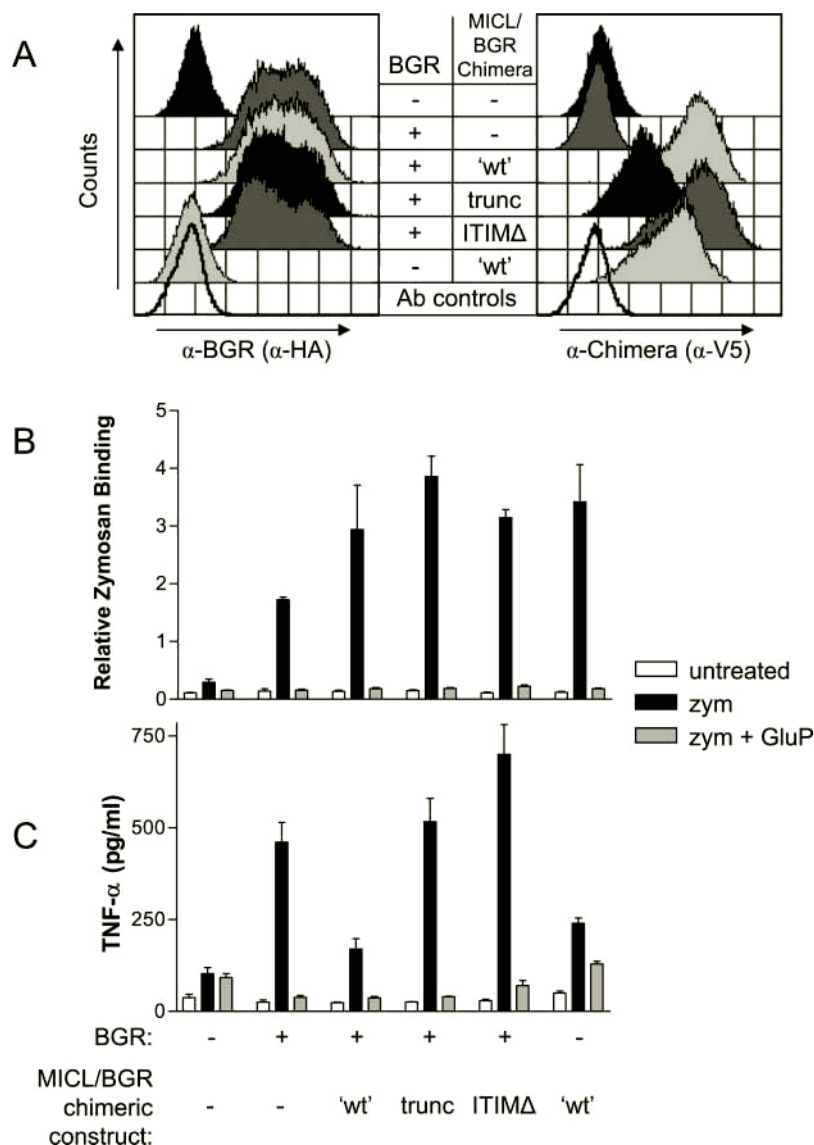 A
Counts
BGR
MICL/
BGR
Chimera
- -
+ -
+ 'wt'
+ trunc
+ ITIMΔ
- 'wt'
Ab controls
α-BGR (α-HA)
α-Chimera (α-V5)
B
Relative Zymosan Binding
5
4
3
2
1
0
untreated
zym
zym + GluP
C
TNF-α (pg/ml)
750
500
250
0
BGR: - + + + + -
MICL/BGR
chimeric
construct:
- - 'wt' trunc ITIMΔ 'wt'